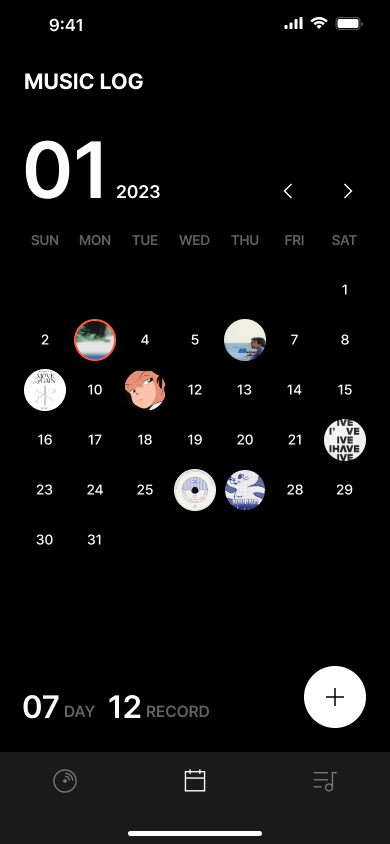 9:41
MUSIC LOG
01 2023
SUN MON TUE WED THU FRI SAT
1
2 4 5 7 8
MOVE AGAIN
10 12 13 14 15
16 17 18 19 20 21
IVE
I' VE
IVE
IHAVE
IVE
23 24 25 28 29
30 31
07 DAY 12 RECORD